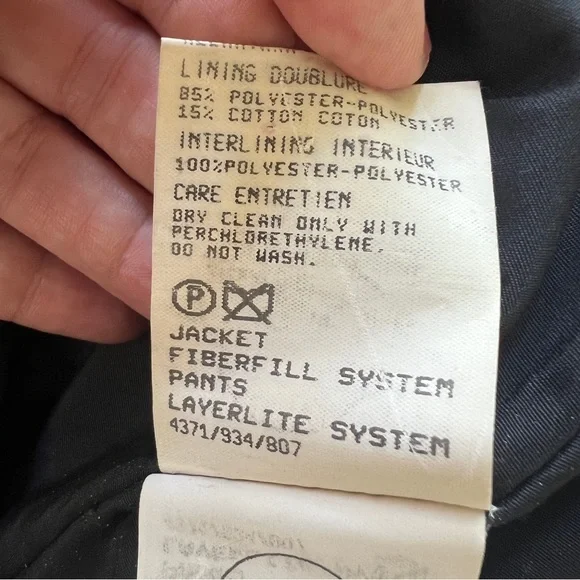 LINING DOUBLURE
85% POLYESTER-POLYESTER
15% COTTON COTON
INTERLINING INTERIEUR
100%POLYESTER-POLYESTER
CARE ENTRETIEN
DRY CLEAN ONLY WITH
PERCHLORETHYLENE.
DO NOT WASH.
P
JACKET
FIBERFILL SYSTEM
PANTS
LAYERLITE SYSTEM
4371/934/807